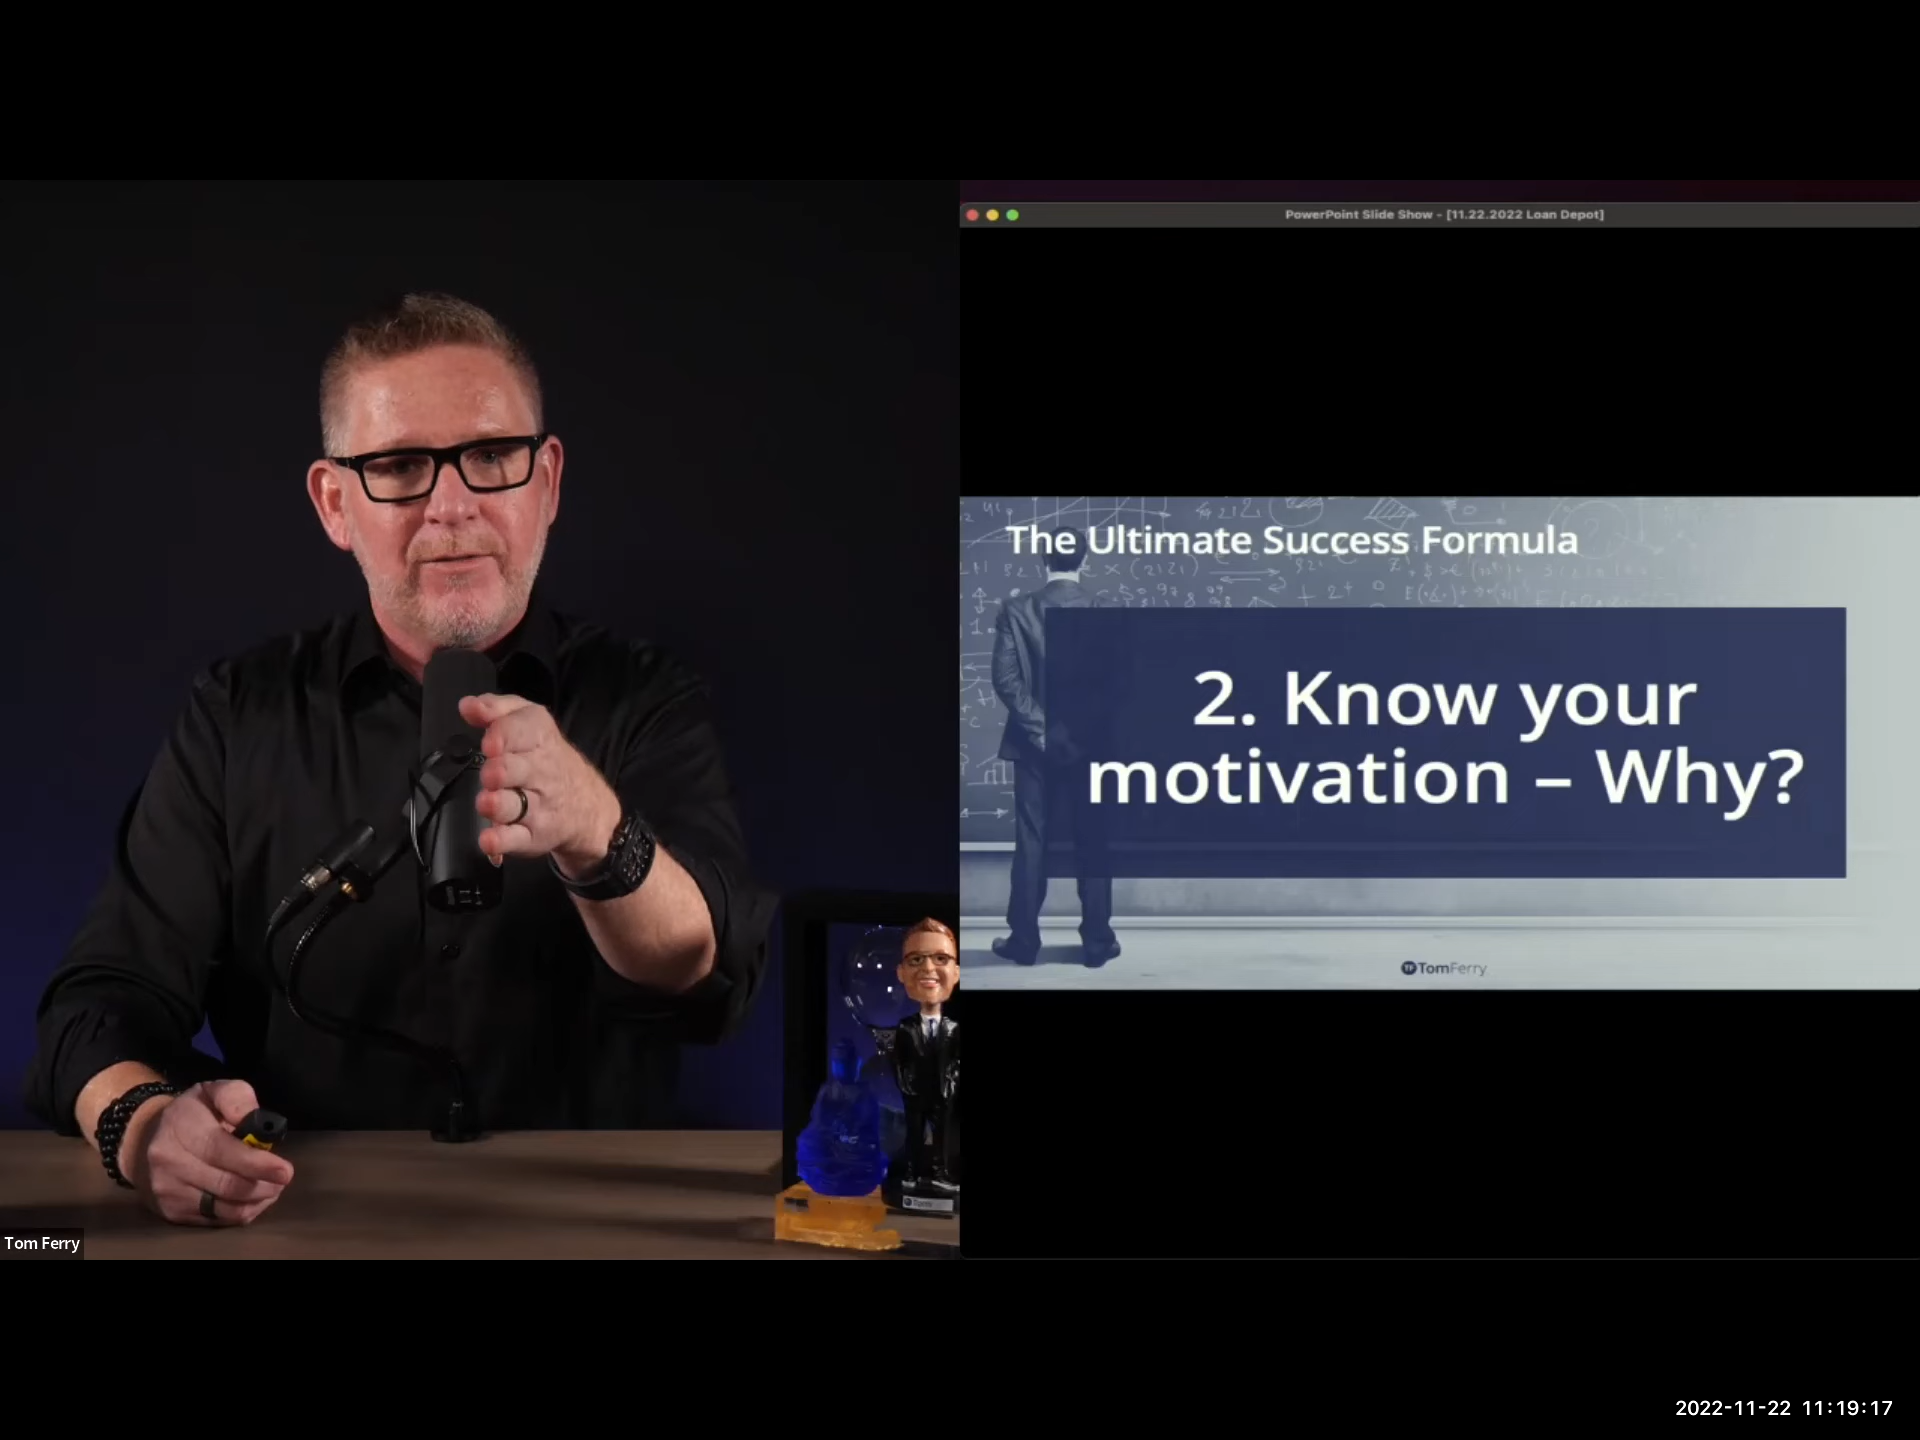 PowerPoint Slide Show - [11.22.2022 Loan Depot]
The Ultimate Success Formula
2. Know your
motivation – Why?
TF TomFerry
Tom Ferry
2022-11-22 11:19:17